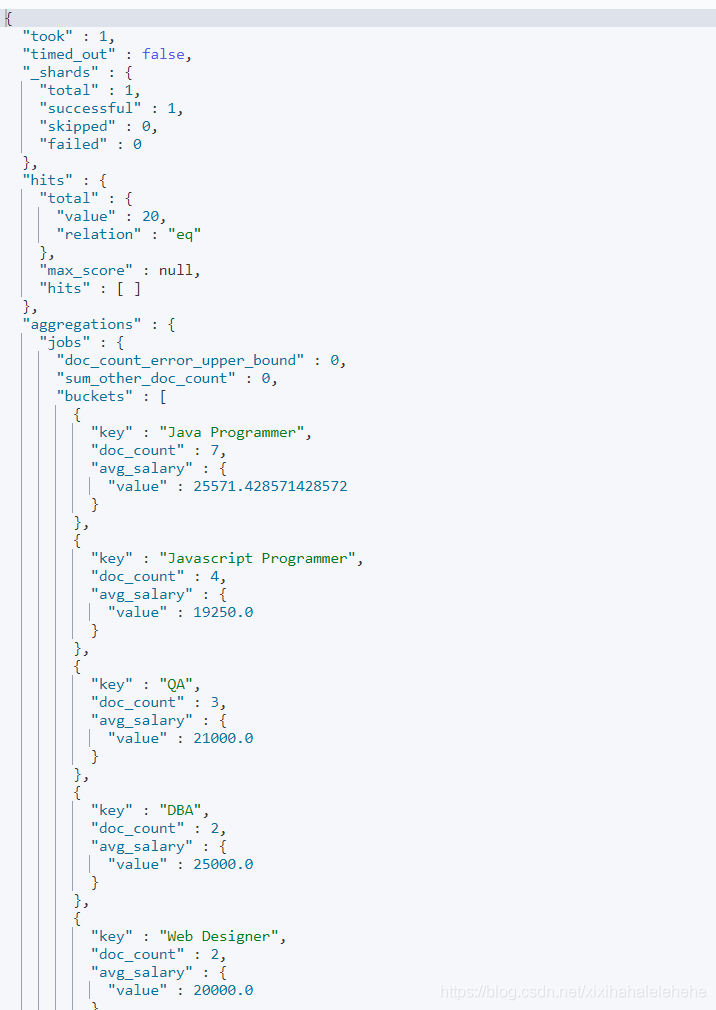 {
  "took" : 1,
  "timed_out" : false,
  "_shards" : {
    "total" : 1,
    "successful" : 1,
    "skipped" : 0,
    "failed" : 0
  },
  "hits" : {
    "total" : {
      "value" : 20,
      "relation" : "eq"
    },
    "max_score" : null,
    "hits" : [ ]
  },
  "aggregations" : {
    "jobs" : {
      "doc_count_error_upper_bound" : 0,
      "sum_other_doc_count" : 0,
      "buckets" : [
        {
          "key" : "Java Programmer",
          "doc_count" : 7,
          "avg_salary" : {
            "value" : 25571.428571428572
          }
        },
        {
          "key" : "Javascript Programmer",
          "doc_count" : 4,
          "avg_salary" : {
            "value" : 19250.0
          }
        },
        {
          "key" : "QA",
          "doc_count" : 3,
          "avg_salary" : {
            "value" : 21000.0
          }
        },
        {
          "key" : "DBA",
          "doc_count" : 2,
          "avg_salary" : {
            "value" : 25000.0
          }
        },
        {
          "key" : "Web Designer",
          "doc_count" : 2,
          "avg_salary" : {
            "value" : 20000.0
          }
https://blog.csdn.net/xixihahalelehehe